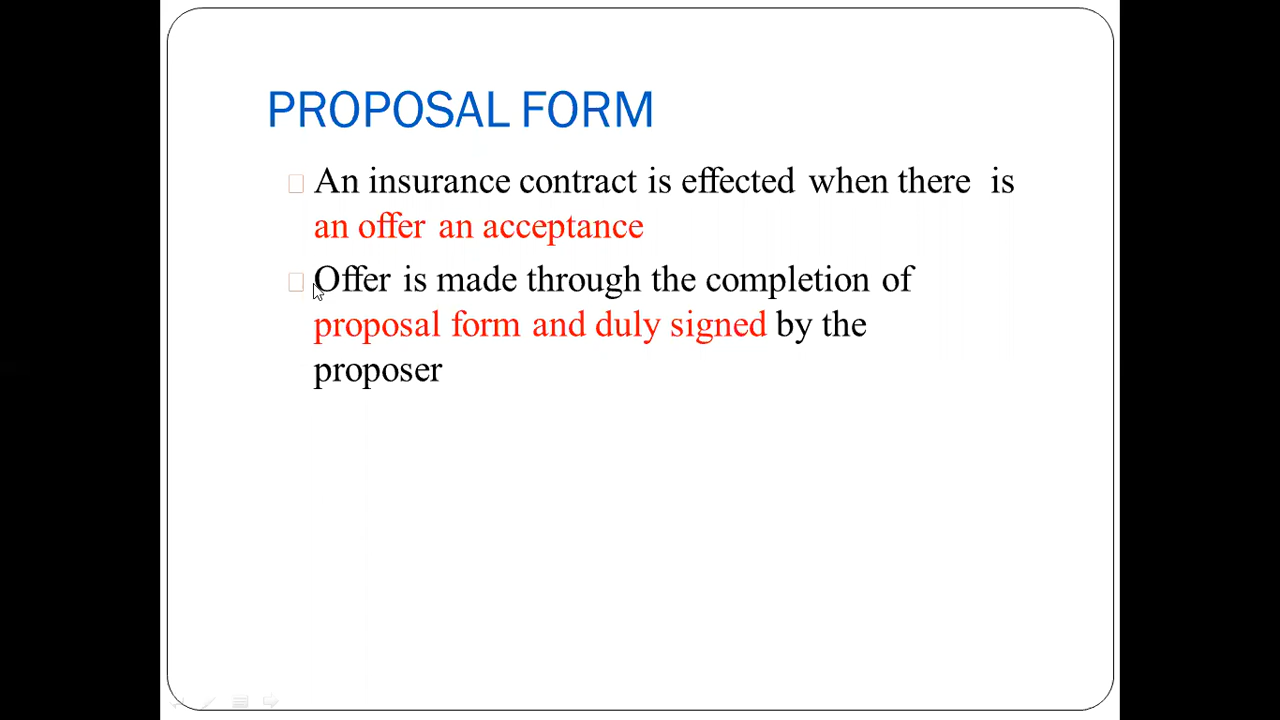 PROPOSAL FORM
An insurance contract is effected when there is
an offer an acceptance
Offer is made through the completion of
proposal form and duly signed by the
proposer